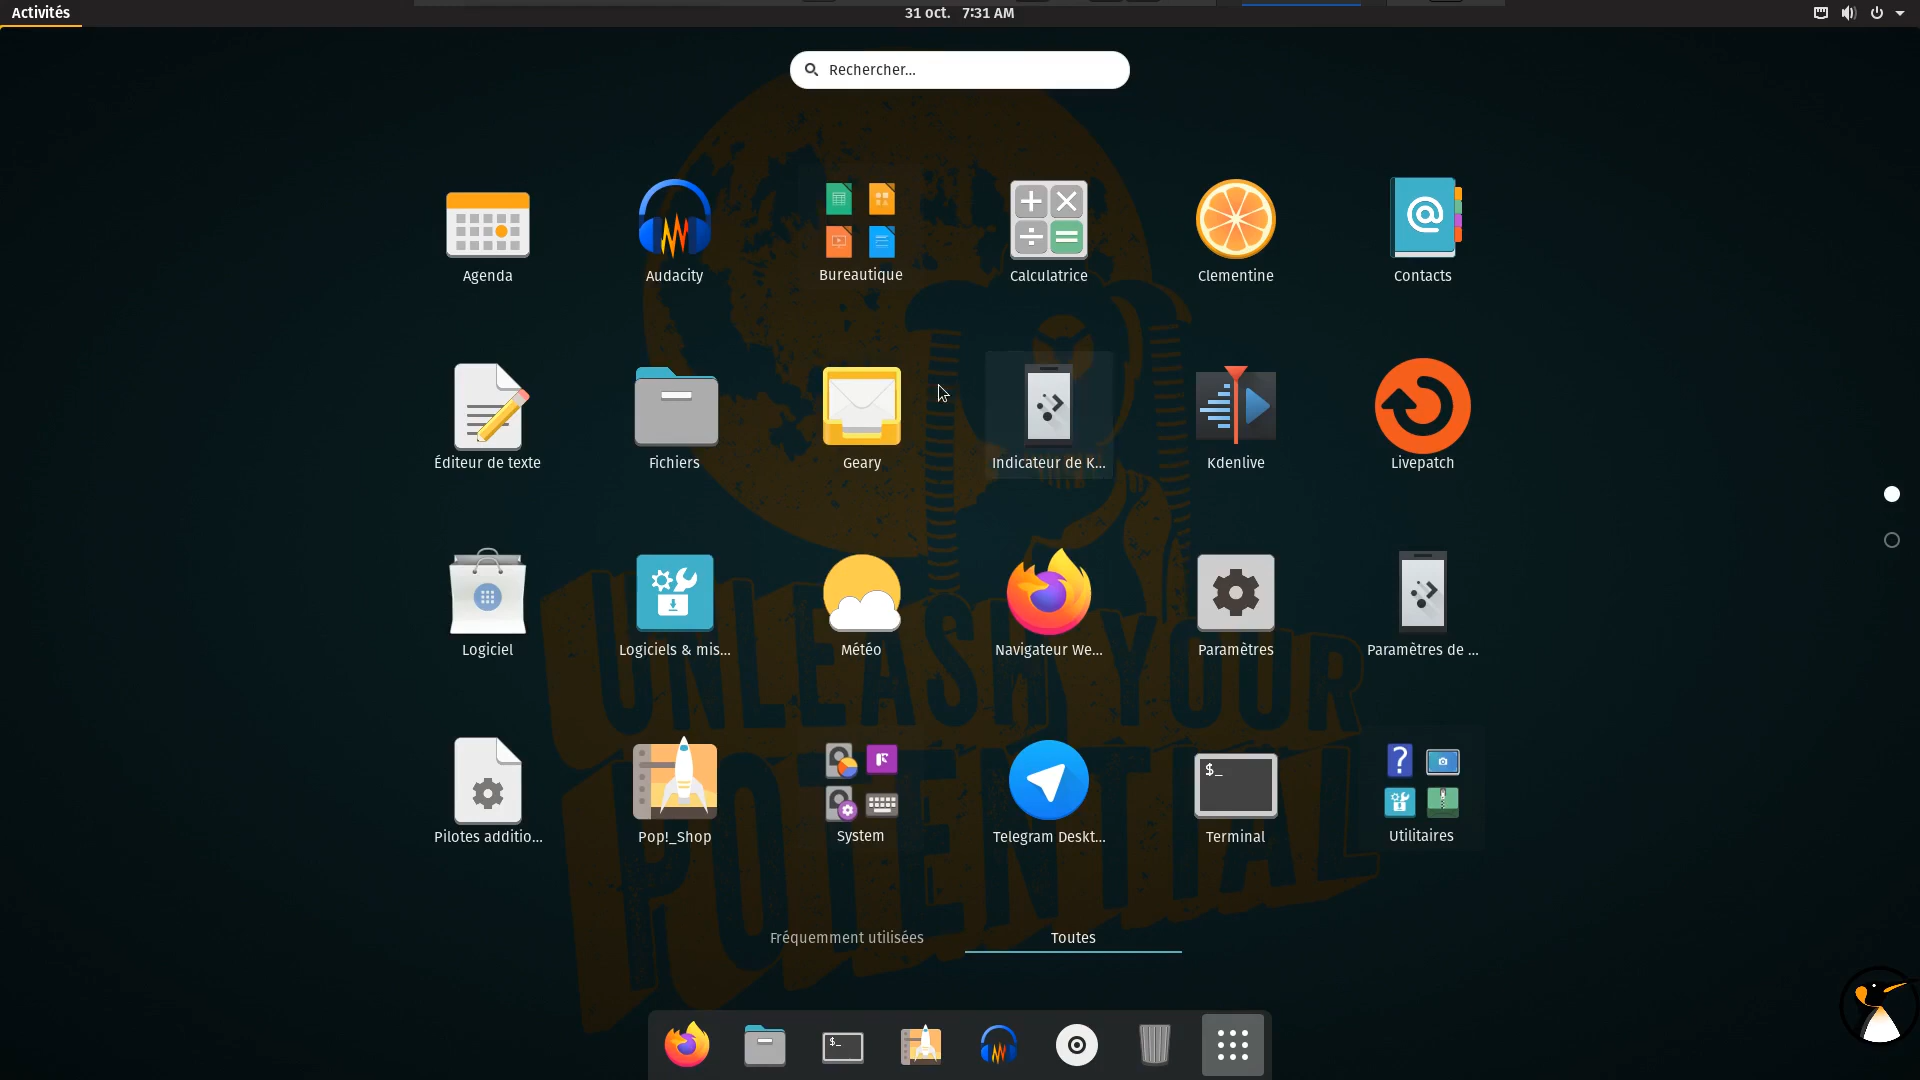 Activités
31 oct.   7:31 AM
Rechercher...
Agenda
Audacity
Bureautique
Calculatrice
Clementine
Contacts
Éditeur de texte
Fichiers
Geary
Indicateur de K...
Kdenlive
Livepatch
Logiciel
Logiciels & mis...
Météo
Navigateur We...
Paramètres
Paramètres de ...
Pilotes additio...
Pop!_Shop
System
Telegram Deskt...
$_
Terminal
?
Utilitaires
UNLEASH YOUR
POTENTIAL
Fréquemment utilisées
Toutes
$_